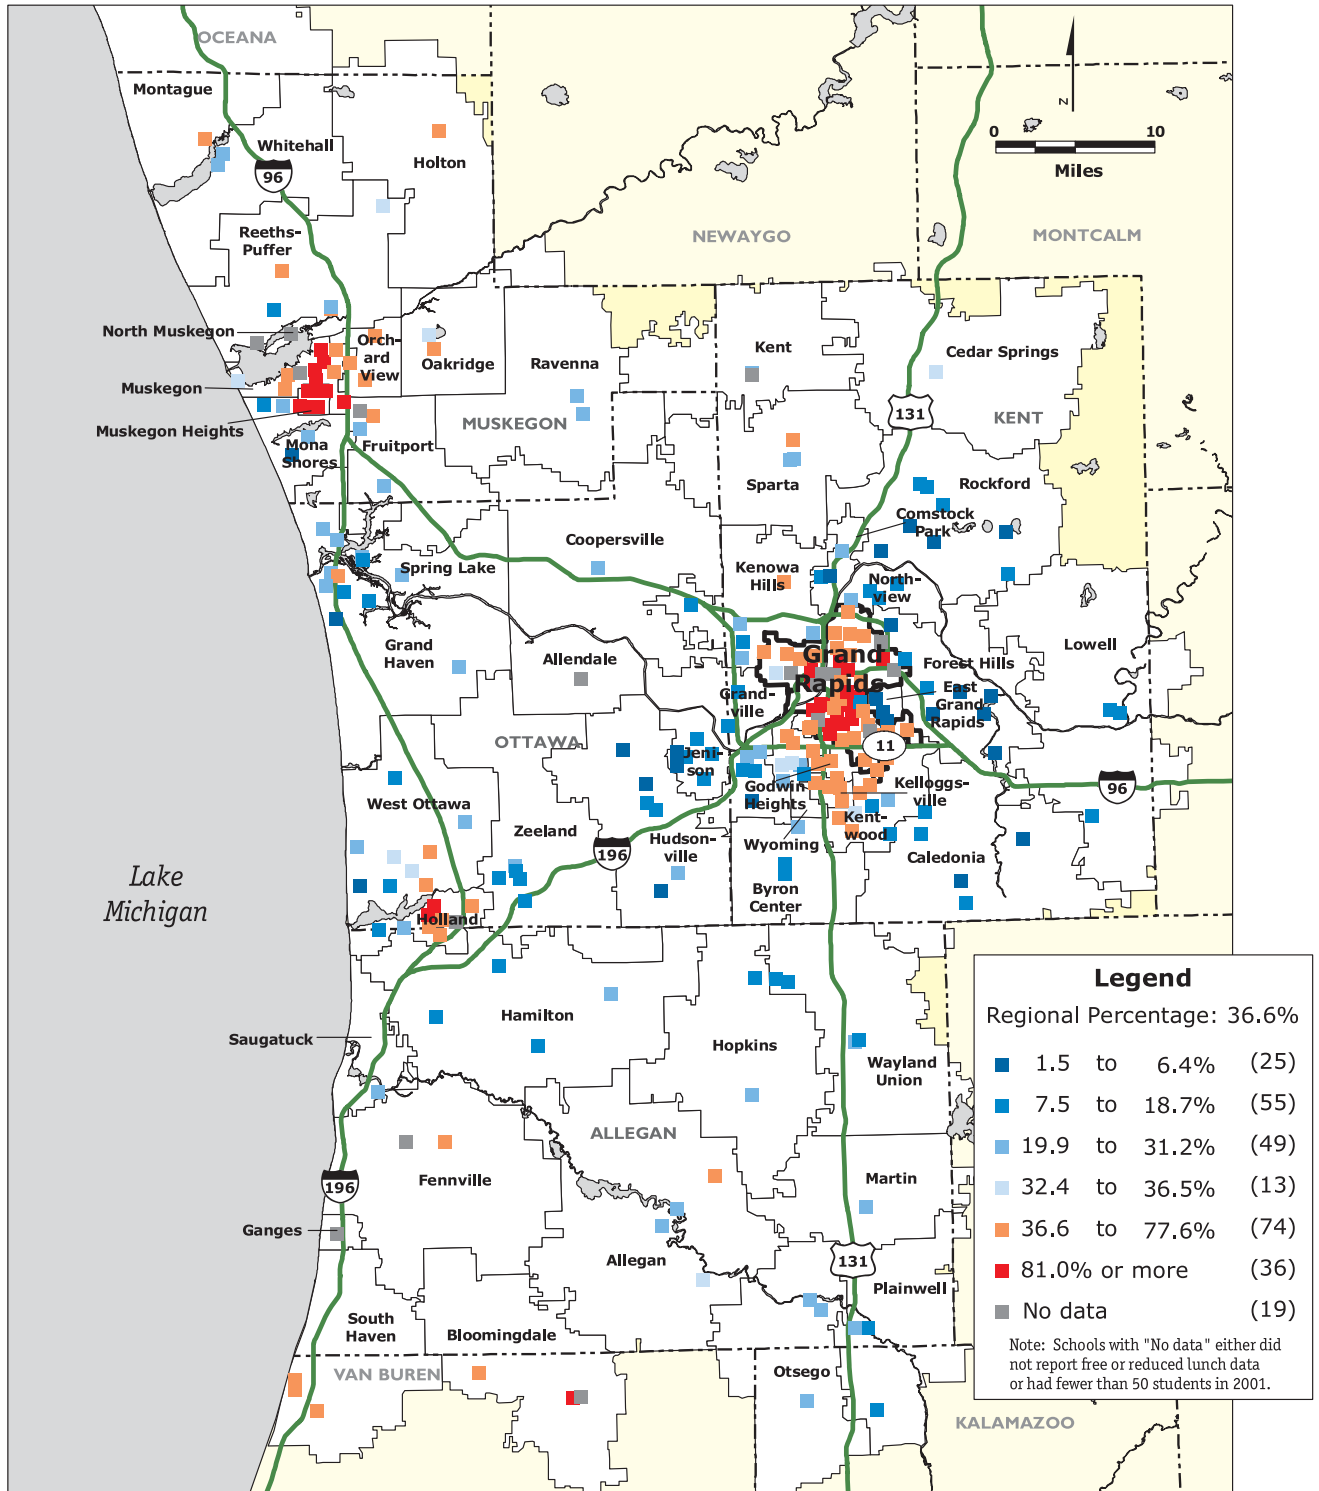 OCEANA
Montague
Whitehall
96
Holton
0 10
Miles
N
Reeths-
Puffer
NEWAYGO
MONTCALM
North Muskegon
Orch-
ard
View
Oakridge
Ravenna
Kent
Cedar Springs
Muskegon
131
KENT
MUSKEGON
Muskegon Heights
Mona
Shores
Fruitport
Sparta
Rockford
Comstock
Park
Coopersville
Spring Lake
Kenowa
Hills
North-
view
Grand
Haven
Allendale
Lowell
Grand
Rapids
Forest Hills
East
Grand
Rapids
Grand-
ville
OTTAWA
Jeni-
son
11
96
Godwin
Heights
Kelloggs-
ville
West Ottawa
Zeeland
Kent-
wood
Hudson-
ville
Wyoming
196
Caledonia
Byron
Center
Lake
Michigan
Holland
Hamilton
Saugatuck
Hopkins
Wayland
Union
ALLEGAN
Fennville
Martin
196
Ganges
Allegan
131
Plainwell
South
Haven
Bloomingdale
VAN BUREN
Otsego
KALAMAZOO
Legend
Regional Percentage: 36.6%
1.5 to 6.4% (25)
7.5 to 18.7% (55)
19.9 to 31.2% (49)
32.4 to 36.5% (13)
36.6 to 77.6% (74)
81.0% or more (36)
No data (19)
Note: Schools with "No data" either did
not report free or reduced lunch data
or had fewer than 50 students in 2001.